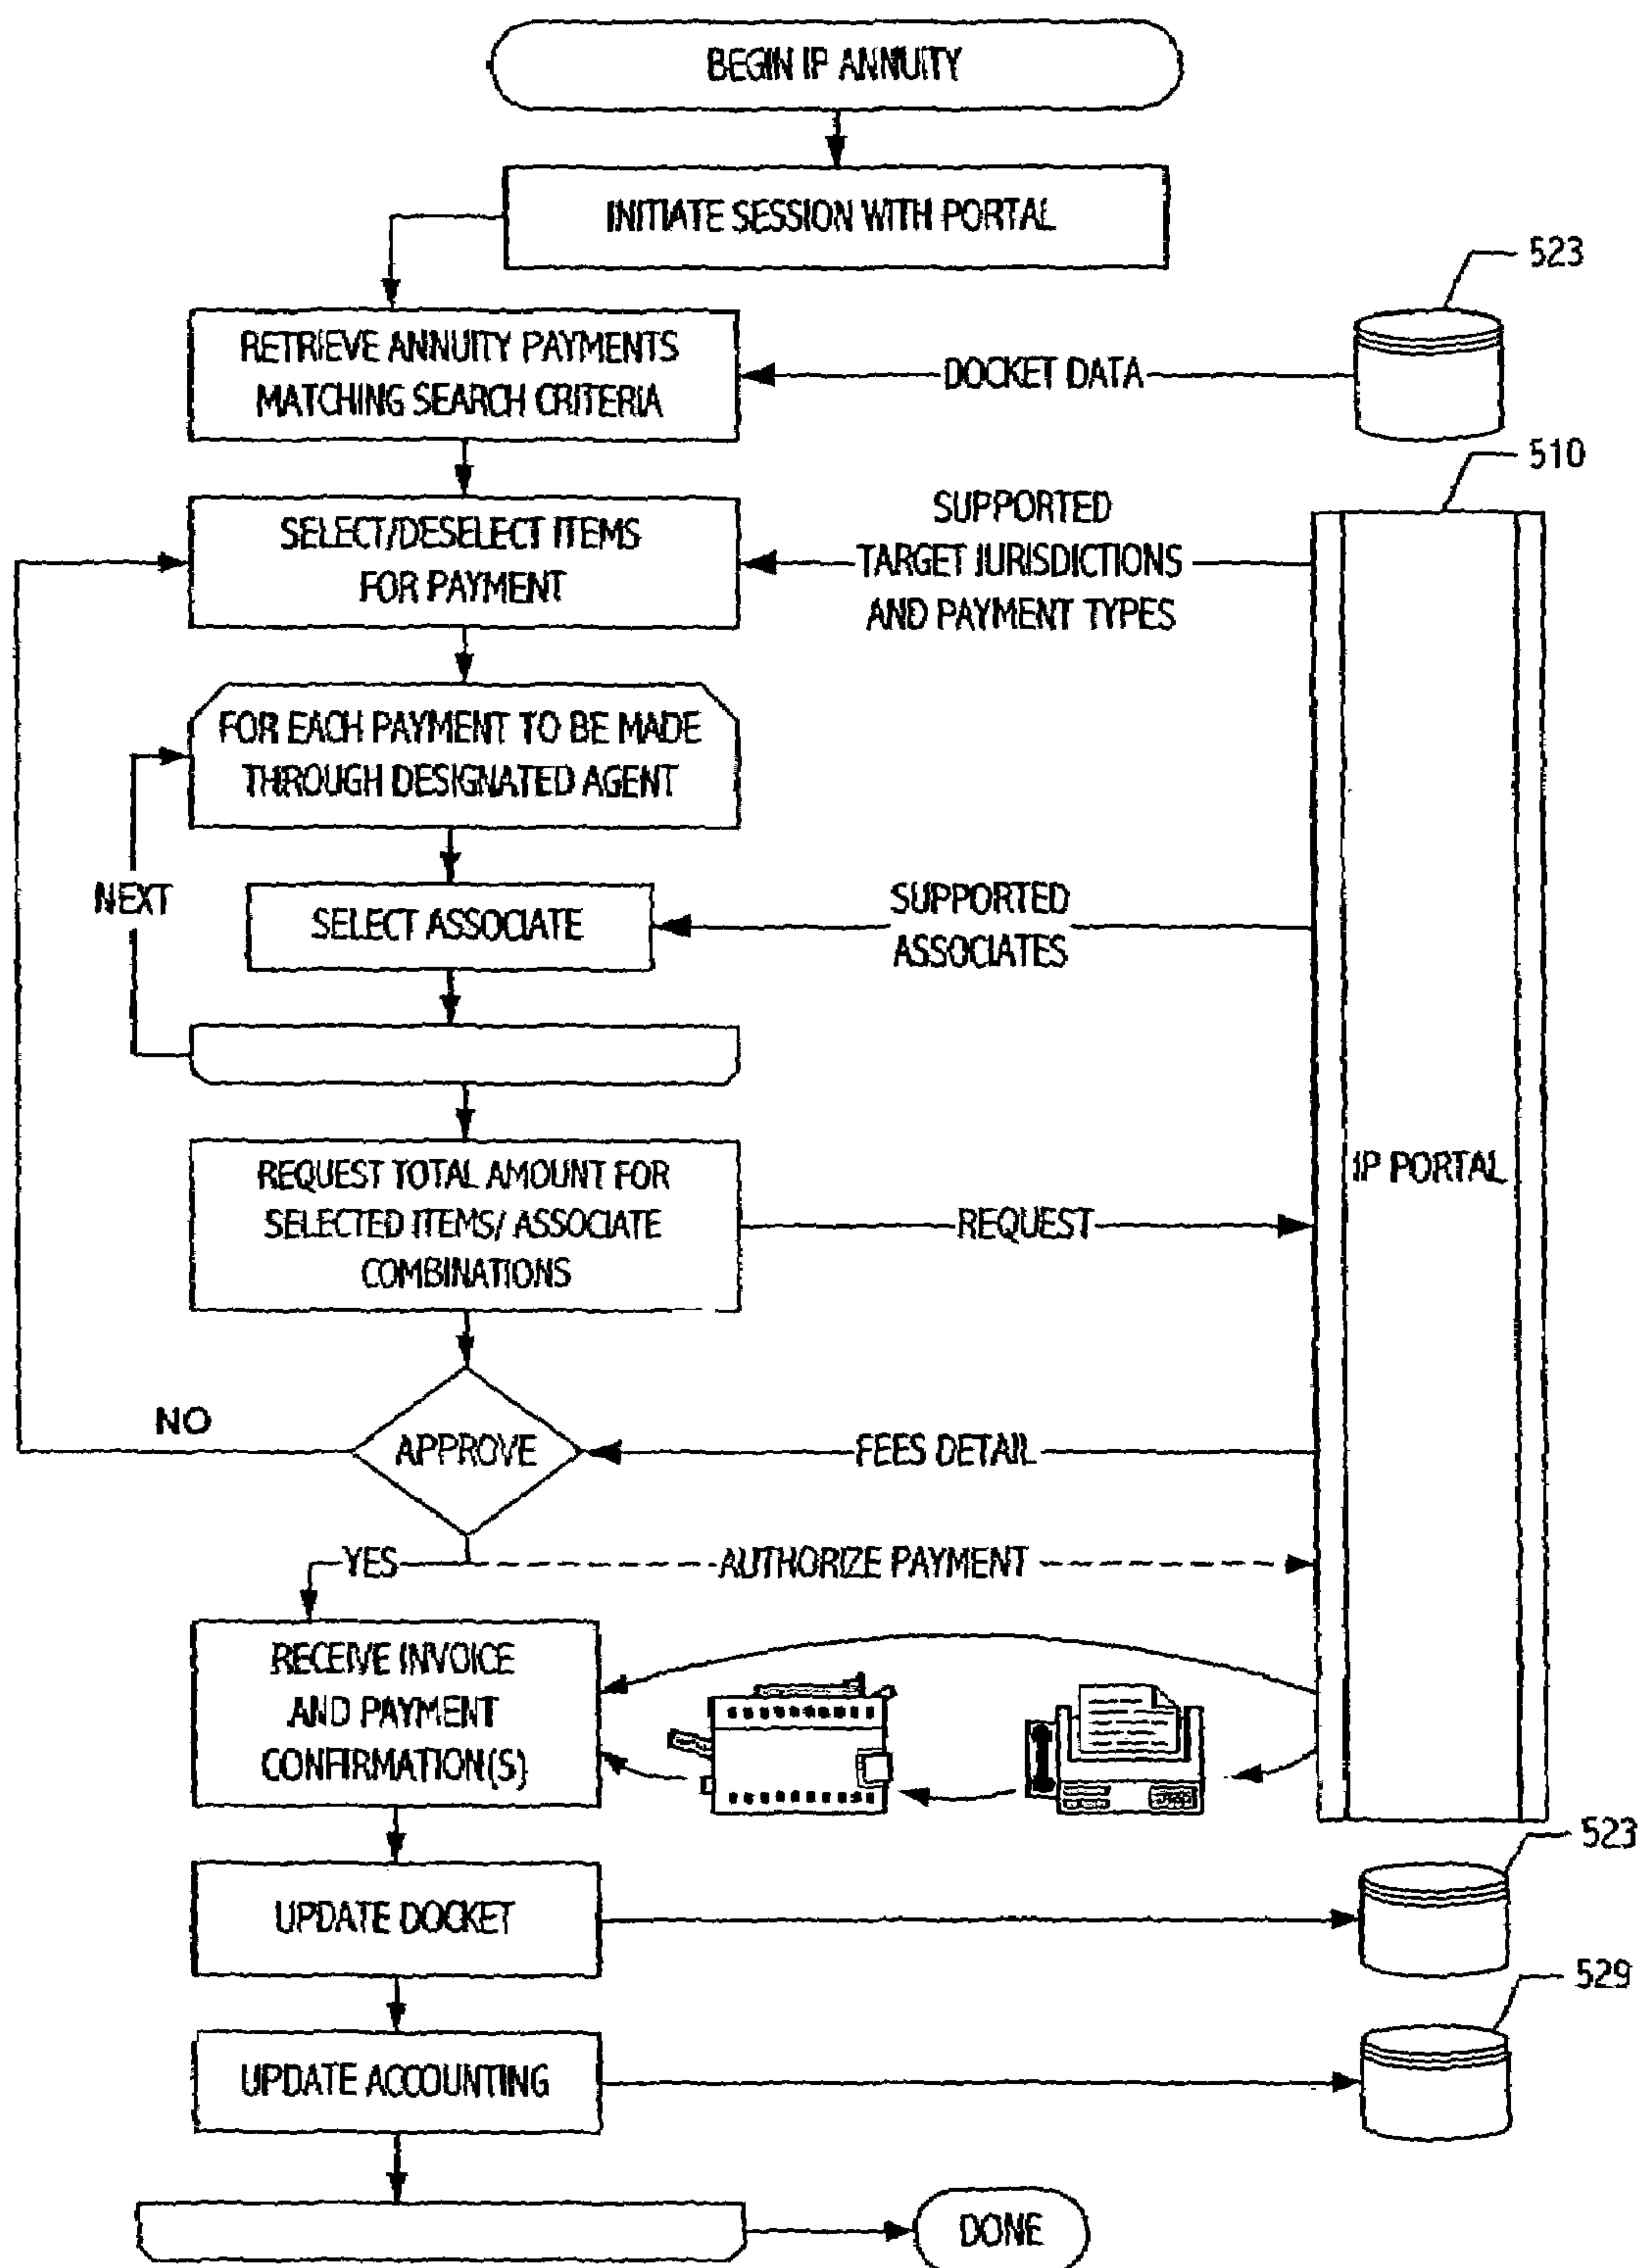 BEGIN IP ANNUITY
INITIATE SESSION WITH PORTAL
523
RETRIEVE ANNUITY PAYMENTS
MATCHING SEARCH CRITERIA
DOCKET DATA
510
SELECT/DESELECT ITEMS
FOR PAYMENT
SUPPORTED
TARGET JURISDICTIONS
AND PAYMENT TYPES
FOR EACH PAYMENT TO BE MADE
THROUGH DESIGNATED AGENT
NEXT
SELECT ASSOCIATE
SUPPORTED
ASSOCIATES
IP PORTAL
REQUEST TOTAL AMOUNT FOR
SELECTED ITEMS/ ASSOCIATE
COMBINATIONS
REQUEST
NO
APPROVE
FEES DETAIL
YES
AUTHORIZE PAYMENT
RECEIVE INVOICE
AND PAYMENT
CONFIRMATION(S)
523
UPDATE DOCKET
529
UPDATE ACCOUNTING
DONE